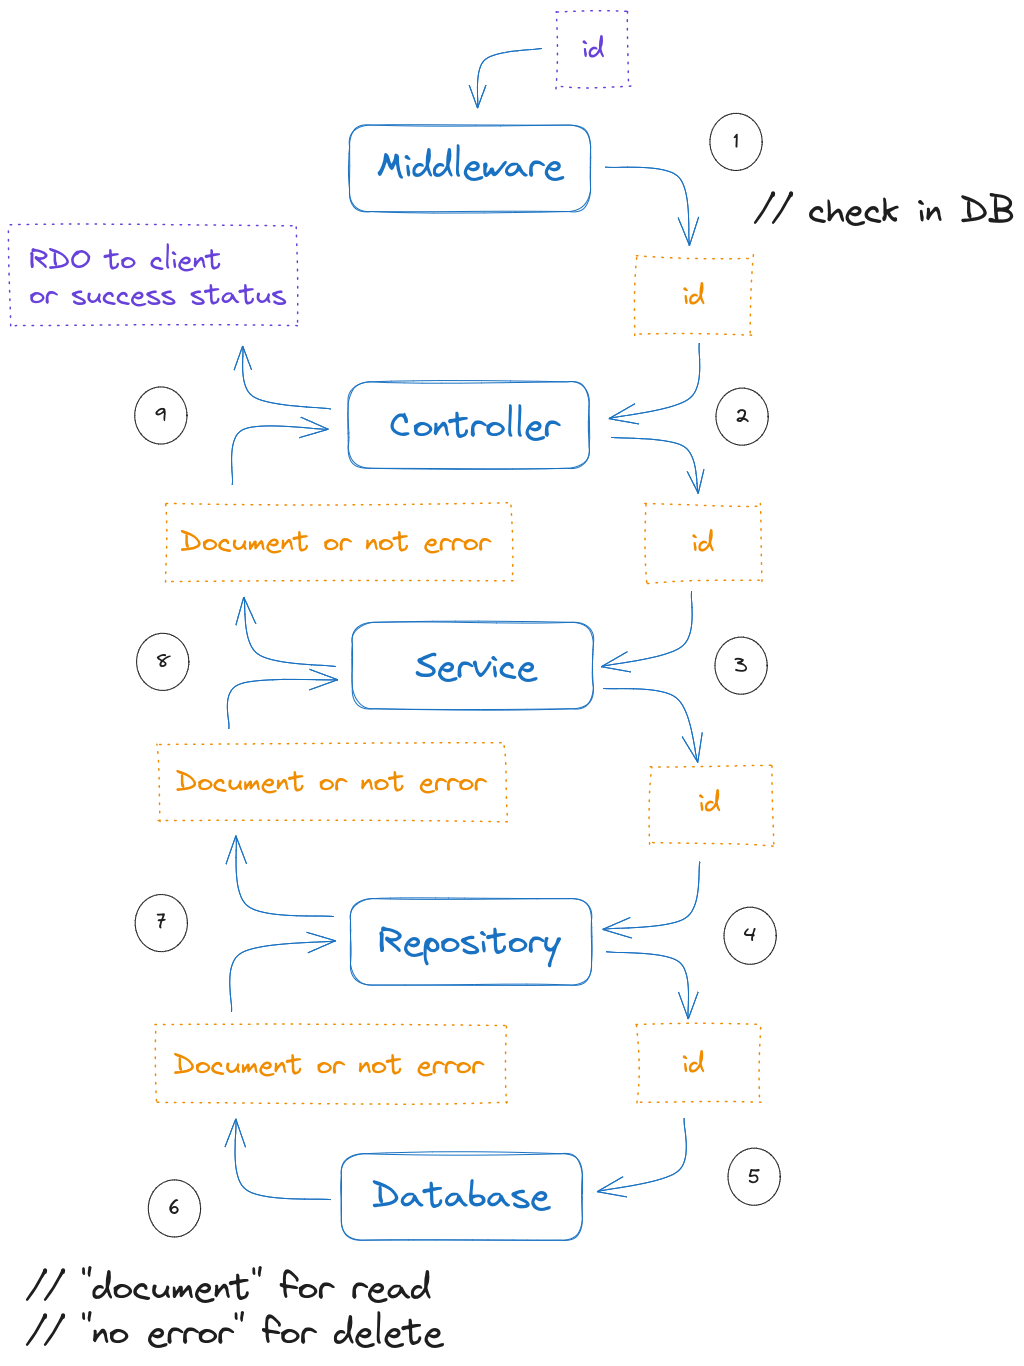 id
Middleware
1
// check in DB
RDO to client
or success status
id
9
Controller
2
Document or not error
id
8
Service
3
Document or not error
id
7
Repository
4
Document or not error
id
6
Database
5
// "document" for read
// "no error" for delete